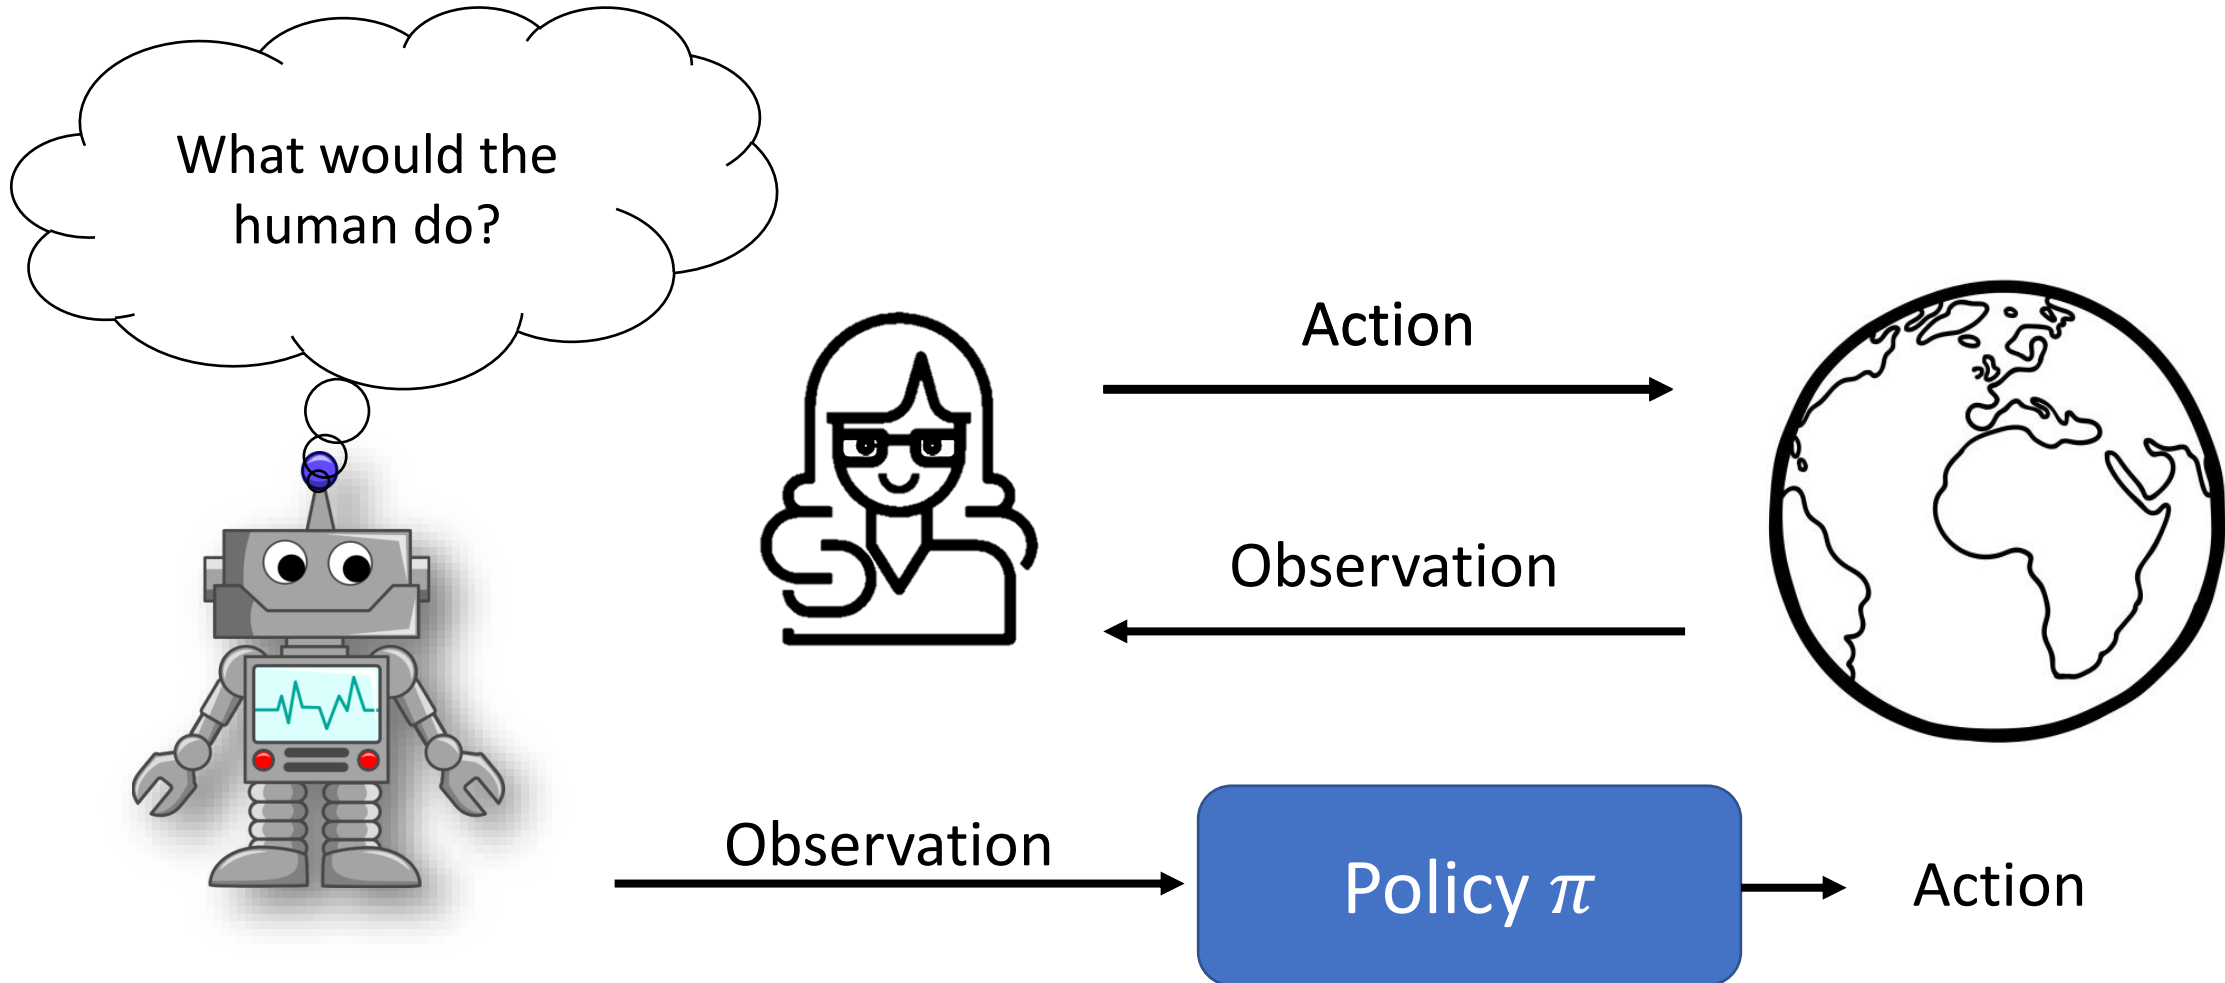 What would the
human do?
Action
Observation
Observation
Policy π
Action